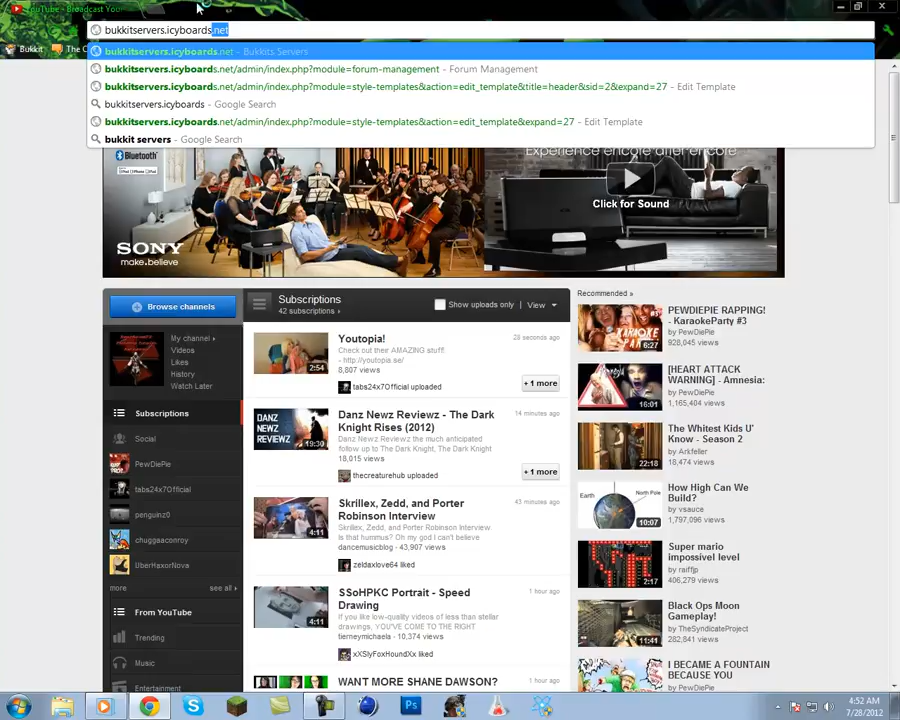 YouTube - Broadcast You
bukkitservers.icyboards.net
Bukkit
The C
bukkitservers.icyboards.net - Bukkits Servers
bukkitservers.icyboards.net/admin/index.php?module=forum-management - Forum Management
bukkitservers.icyboards.net/admin/index.php?module=style-templates&action=edit_template&title=header&sid=2&expand=27 - Edit Template
bukkitservers.icyboards - Google Search
bukkitservers.icyboards.net/admin/index.php?module=style-templates&action=edit_template&expand=27 - Edit Template
bukkit servers - Google Search
Bluetooth
Experience encore after encore
Click for Sound
SONY
make.believe
Browse channels
My channel ›
Videos
Likes
History
Watch Later
Subscriptions
Social
PewDiePie
tabs24x7Official
penguinz0
chuggaaconroy
UberHaxorNova
more
see all ›
From YouTube
Trending
Music
Entertainment
Subscriptions
42 subscriptions ›
Show uploads only
View
Youtopia!
28 seconds ago
Check out their AMAZING stuff!
- http://youtopia.se/
8,807 views
2:54
tabs24x7Official uploaded
+ 1 more
DANZ
NEWZ
REVIEWZ
19:30
Danz Newz Reviewz - The Dark
Knight Rises (2012)
14 minutes ago
Danz Newz Reviewz the much anticipated
follow up to The Dark Knight, The Dark Knight
18,015 views
thecreaturehub uploaded
+ 1 more
Skrillex, Zedd, and Porter
Robinson Interview
43 minutes ago
Skrillex, Zedd, and Porter Robinson Interview
is that hummus? Oh my god I can't believe
dancemusicblog - 43,907 views
4:11
zeldaxlove64 liked
SSoHPKC Portrait - Speed
Drawing
1 hour ago
If you like low-quality videos of less than stellar
drawings, YOU'VE COME TO THE RIGHT
tierneymichaela - 10,374 views
4:11
xXSlyFoxHoundXx liked
WANT MORE SHANE DAWSON?
1 hour ago
Recommended »
PEWDIEPIE RAPPING!
- KaraokeParty #3
by PewDiePie
928,045 views
6:27
[HEART ATTACK
WARNING] - Amnesia:
by PewDiePie
1,165,404 views
16:01
The Whitest Kids U'
Know - Season 2
by Arkfeller
18,474 views
22:18
How High Can We
Build?
by vsauce
1,797,096 views
Earth
North Pole
10:07
Super mario
impossivel level
by raiffjp
406,279 views
2:17
Black Ops Moon
Gameplay!
by TheSyndicateProject
282,841 views
11:41
I BECAME A FOUNTAIN
BECAUSE YOU
by PewDiePie
4:52 AM
7/28/2012